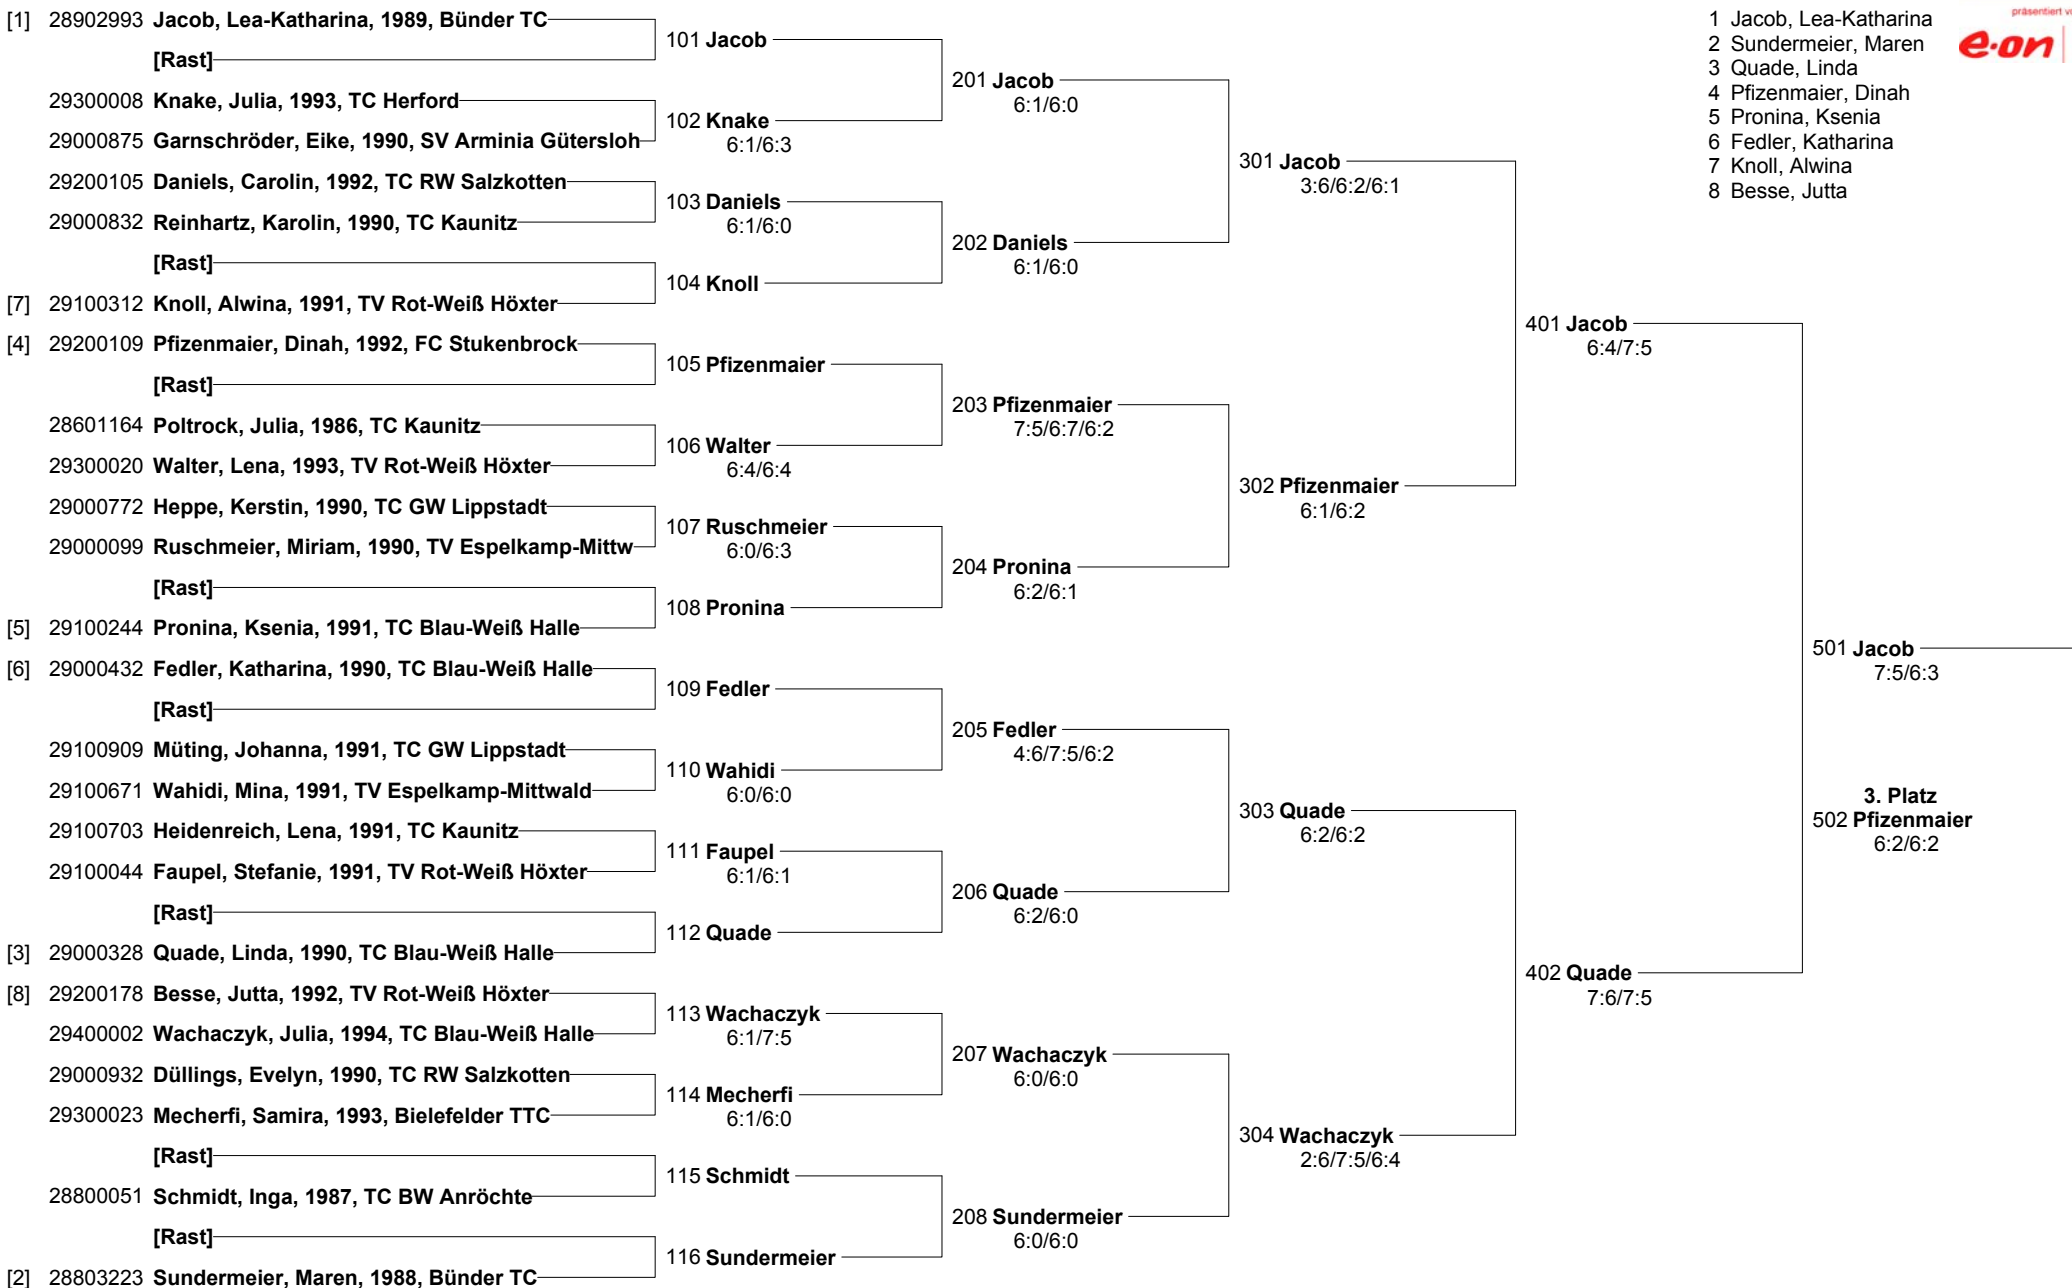 [1] 28902993 Jacob, Lea-Katharina, 1989, Bünder TC
[Rast]
29300008 Knake, Julia, 1993, TC Herford
29000875 Garnschröder, Eike, 1990, SV Arminia Gütersloh
29200105 Daniels, Carolin, 1992, TC RW Salzkotten
29000832 Reinhartz, Karolin, 1990, TC Kaunitz
[Rast]
[7] 29100312 Knoll, Alwina, 1991, TV Rot-Weiß Höxter
[4] 29200109 Pfizenmaier, Dinah, 1992, FC Stukenbrock
[Rast]
28601164 Poltrock, Julia, 1986, TC Kaunitz
29300020 Walter, Lena, 1993, TV Rot-Weiß Höxter
29000772 Heppe, Kerstin, 1990, TC GW Lippstadt
29000099 Ruschmeier, Miriam, 1990, TV Espelkamp-Mittw
[Rast]
[5] 29100244 Pronina, Ksenia, 1991, TC Blau-Weiß Halle
[6] 29000432 Fedler, Katharina, 1990, TC Blau-Weiß Halle
[Rast]
29100909 Müting, Johanna, 1991, TC GW Lippstadt
29100671 Wahidi, Mina, 1991, TV Espelkamp-Mittwald
29100703 Heidenreich, Lena, 1991, TC Kaunitz
29100044 Faupel, Stefanie, 1991, TV Rot-Weiß Höxter
[Rast]
[3] 29000328 Quade, Linda, 1990, TC Blau-Weiß Halle
[8] 29200178 Besse, Jutta, 1992, TV Rot-Weiß Höxter
29400002 Wachaczyk, Julia, 1994, TC Blau-Weiß Halle
29000932 Düllings, Evelyn, 1990, TC RW Salzkotten
29300023 Mecherfi, Samira, 1993, Bielefelder TTC
[Rast]
28800051 Schmidt, Inga, 1987, TC BW Anröchte
[Rast]
[2] 28803223 Sundermeier, Maren, 1988, Bünder TC
101 Jacob
102 Knake
6:1/6:3
103 Daniels
6:1/6:0
104 Knoll
105 Pfizenmaier
106 Walter
6:4/6:4
107 Ruschmeier
6:0/6:3
108 Pronina
109 Fedler
110 Wahidi
6:0/6:0
111 Faupel
6:1/6:1
112 Quade
113 Wachaczyk
6:1/7:5
114 Mecherfi
6:1/6:0
115 Schmidt
116 Sundermeier
201 Jacob
6:1/6:0
202 Daniels
6:1/6:0
203 Pfizenmaier
7:5/6:7/6:2
204 Pronina
6:2/6:1
205 Fedler
4:6/7:5/6:2
206 Quade
6:2/6:0
207 Wachaczyk
6:0/6:0
208 Sundermeier
6:0/6:0
301 Jacob
3:6/6:2/6:1
302 Pfizenmaier
6:1/6:2
303 Quade
6:2/6:2
304 Wachaczyk
2:6/7:5/6:4
401 Jacob
6:4/7:5
402 Quade
7:6/7:5
501 Jacob
7:5/6:3
3. Platz
502 Pfizenmaier
6:2/6:2
1 Jacob, Lea-Katharina
2 Sundermeier, Maren
3 Quade, Linda
4 Pfizenmaier, Dinah
5 Pronina, Ksenia
6 Fedler, Katharina
7 Knoll, Alwina
8 Besse, Jutta
präsentiert v
e·on